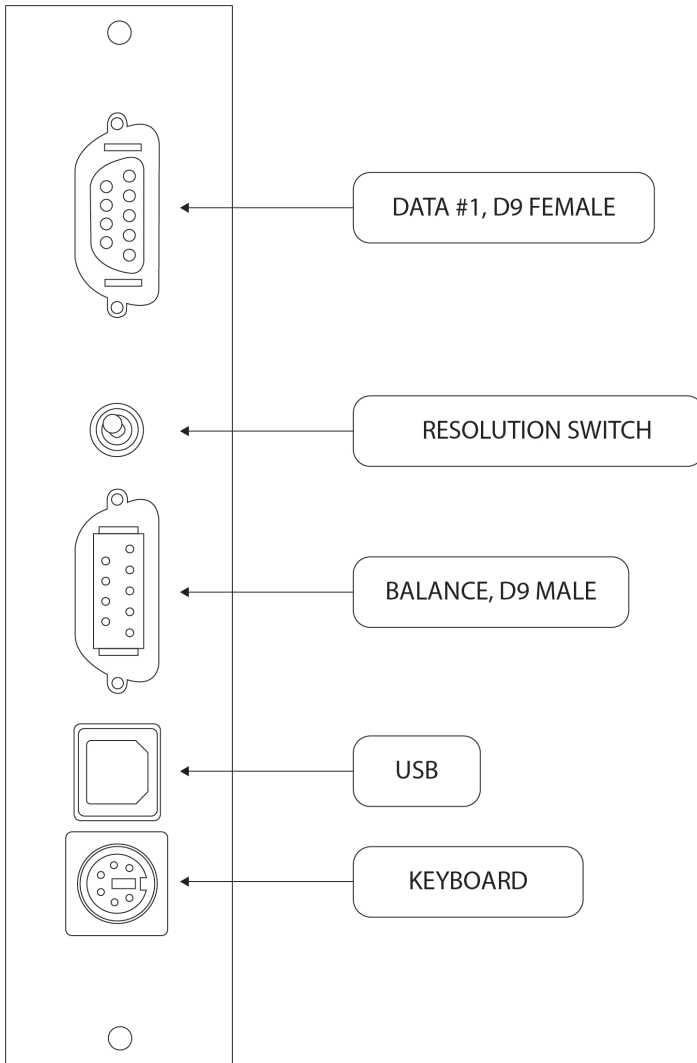 DATA #1, D9 FEMALE
RESOLUTION SWITCH
BALANCE, D9 MALE
USB
KEYBOARD